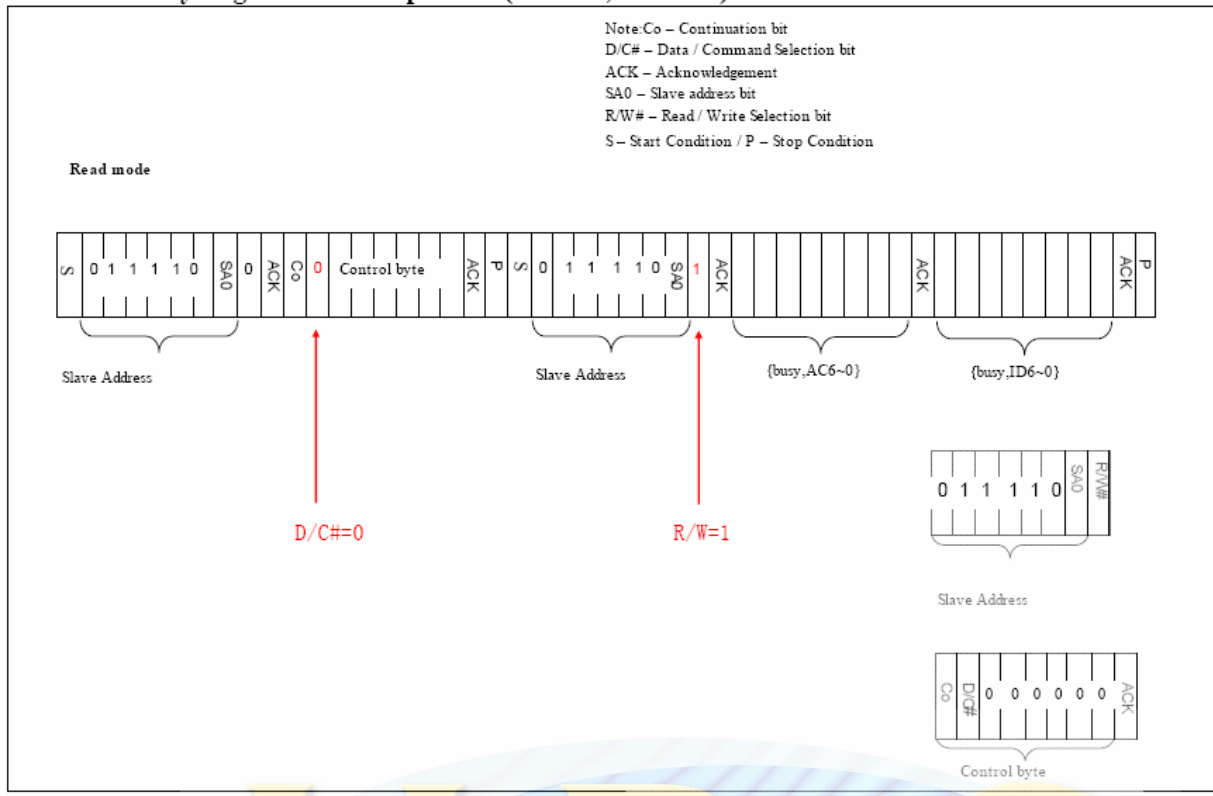 Note:Co – Continuation bit
D/C# – Data / Command Selection bit
ACK – Acknowledgement
SA0 – Slave address bit
R/W# – Read / Write Selection bit
S – Start Condition / P – Stop Condition
Read mode
S 0 1 1 1 1 0 SA0 0 ACK Co 0 Control byte ACK P S 0 1 1 1 1 0 SA0 1 ACK ACK ACK P
Slave Address
Slave Address
{busy,AC6~0}
{busy,ID6~0}
D/C#=0
R/W=1
0 1 1 1 1 0 SA0 R/W#
Slave Address
Co D/C# 0 0 0 0 0 0 ACK
Control byte